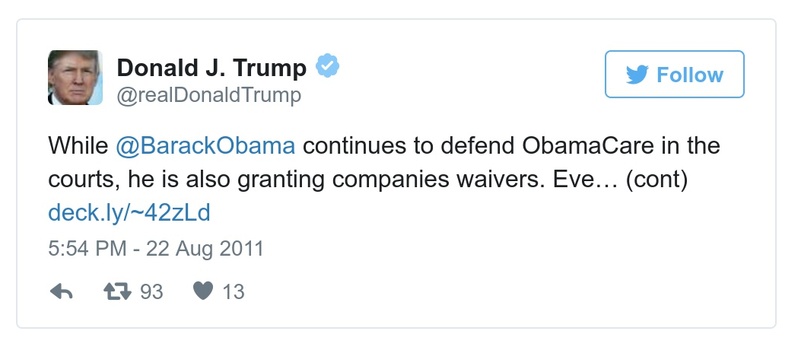 Donald J. Trump
@realDonaldTrump
Follow
While @BarackObama continues to defend ObamaCare in the
courts, he is also granting companies waivers. Eve… (cont)
deck.ly/~42zLd
5:54 PM - 22 Aug 2011
93 13